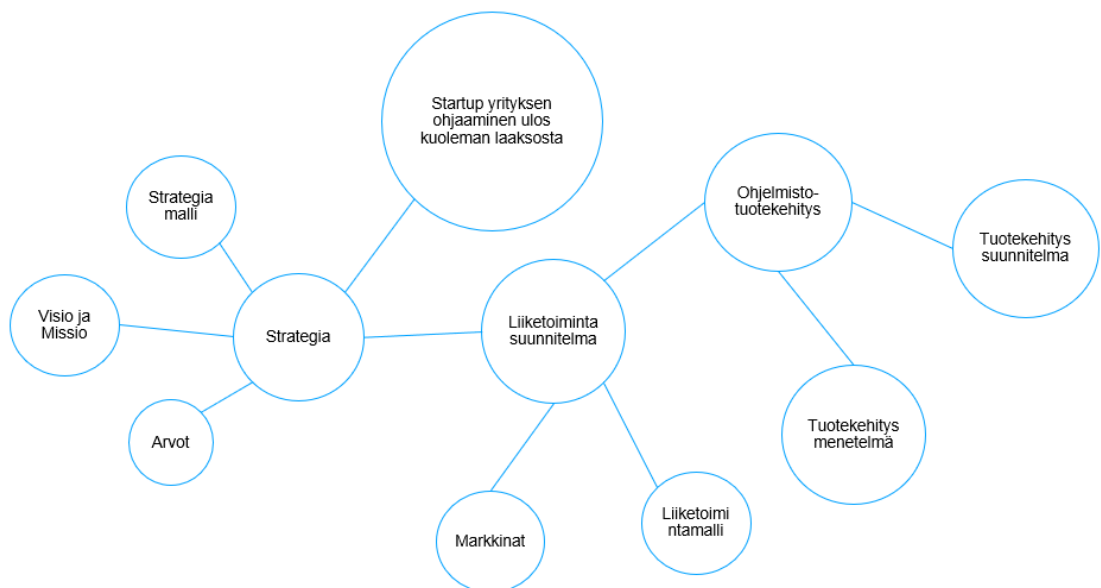 Startup yrityksen
ohjaaminen ulos
kuoleman laaksosta
Strategia
malli
Ohjelmisto-
tuotekehitys
Tuotekehitys
suunnitelma
Visio ja
Missio
Strategia
Liiketoiminta
suunnitelma
Arvot
Tuotekehitys
menetelmä
Markkinat
Liiketoimi
ntamalli